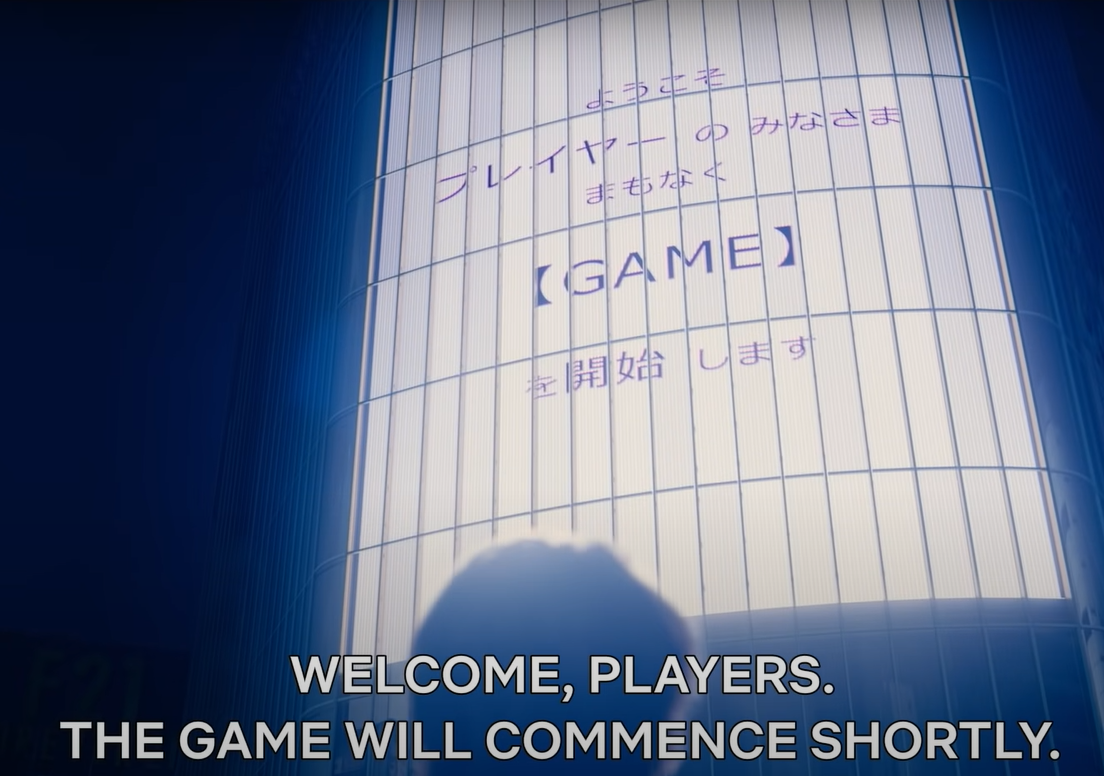 ようこそ
プレイヤー の みなさま
まもなく
【GAME】
を開始 します
WELCOME, PLAYERS.
THE GAME WILL COMMENCE SHORTLY.